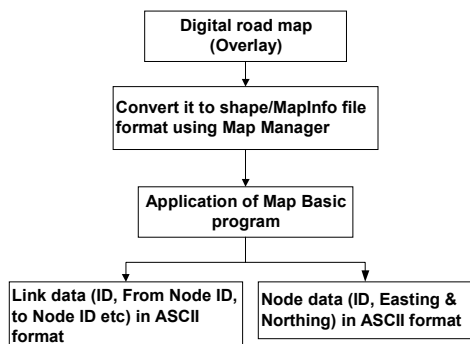 Digital road map
(Overlay)
Convert it to shape/MapInfo file
format using Map Manager
Application of Map Basic
program
Link data (ID, From Node ID,
to Node ID etc) in ASCII
format
Node data (ID, Easting &
Northing) in ASCII format